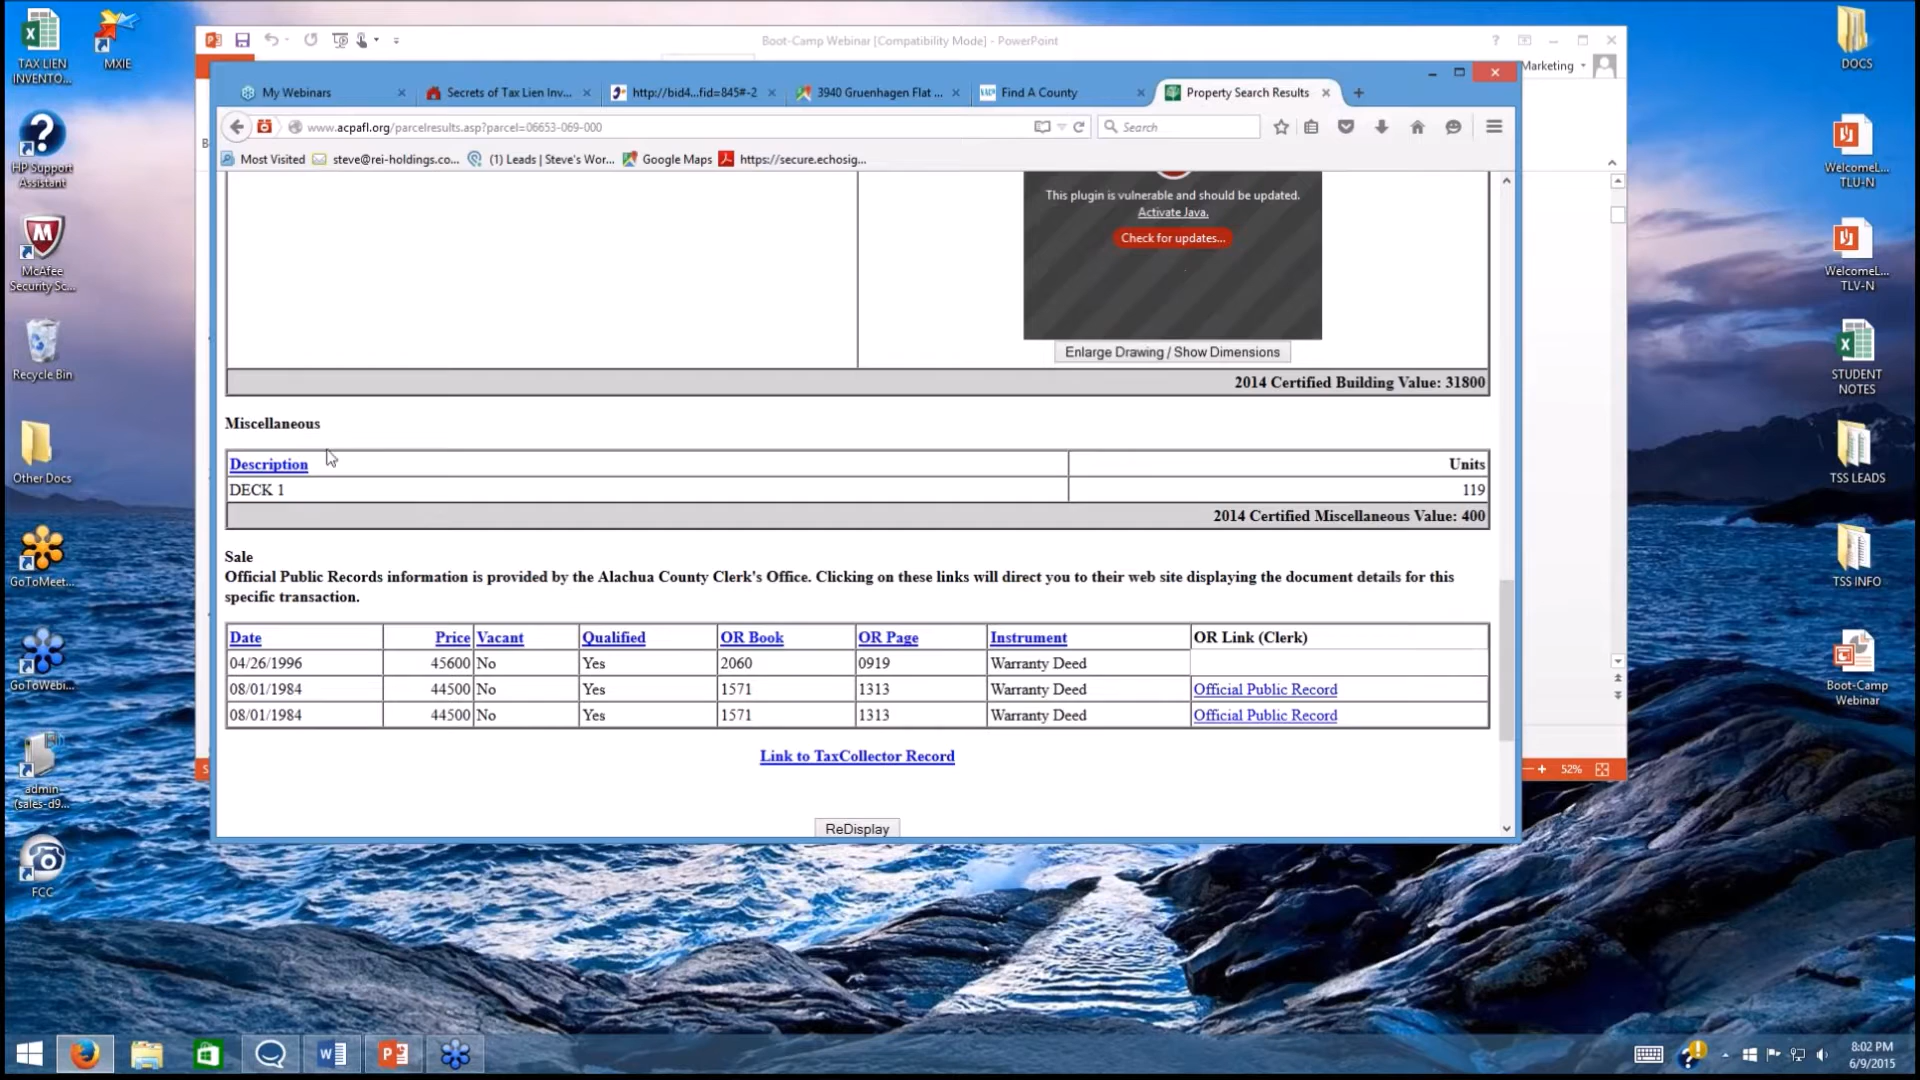 TAX LIEN
INVENTO...
MXIE
HP Support
Assistant
McAfee
Security Sc...
Recycle Bin
Other Docs
GoToMeet...
GoToWebi...
admin
(sales-d9...
FCC
Boot-Camp Webinar [Compatibility Mode] - PowerPoint
Marketing
My Webinars
Secrets of Tax Lien Inv...
http://bid4...fid=845#-2
3940 Gruenhagen Flat ...
Find A County
Property Search Results
www.acpafl.org/parcelresults.asp?parcel=06653-069-000
Search
Most Visited
steve@rei-holdings.co...
(1) Leads | Steve's Wor...
Google Maps
https://secure.echosig...
This plugin is vulnerable and should be updated.
Activate Java.
Check for updates...
Enlarge Drawing / Show Dimensions
2014 Certified Building Value: 31800
Miscellaneous
Description Units
DECK 1 119
2014 Certified Miscellaneous Value: 400
Sale
Official Public Records information is provided by the Alachua County Clerk's Office. Clicking on these links will direct you to their web site displaying the document details for this
specific transaction.
Date Price Vacant Qualified OR Book OR Page Instrument OR Link (Clerk)
04/26/1996 45600 No Yes 2060 0919 Warranty Deed
08/01/1984 44500 No Yes 1571 1313 Warranty Deed Official Public Record
08/01/1984 44500 No Yes 1571 1313 Warranty Deed Official Public Record
Link to TaxCollector Record
ReDisplay
52%
DOCS
WelcomeL...
TLU-N
WelcomeL...
TLV-N
STUDENT
NOTES
TSS LEADS
TSS INFO
Boot-Camp
Webinar
8:02 PM
6/9/2015